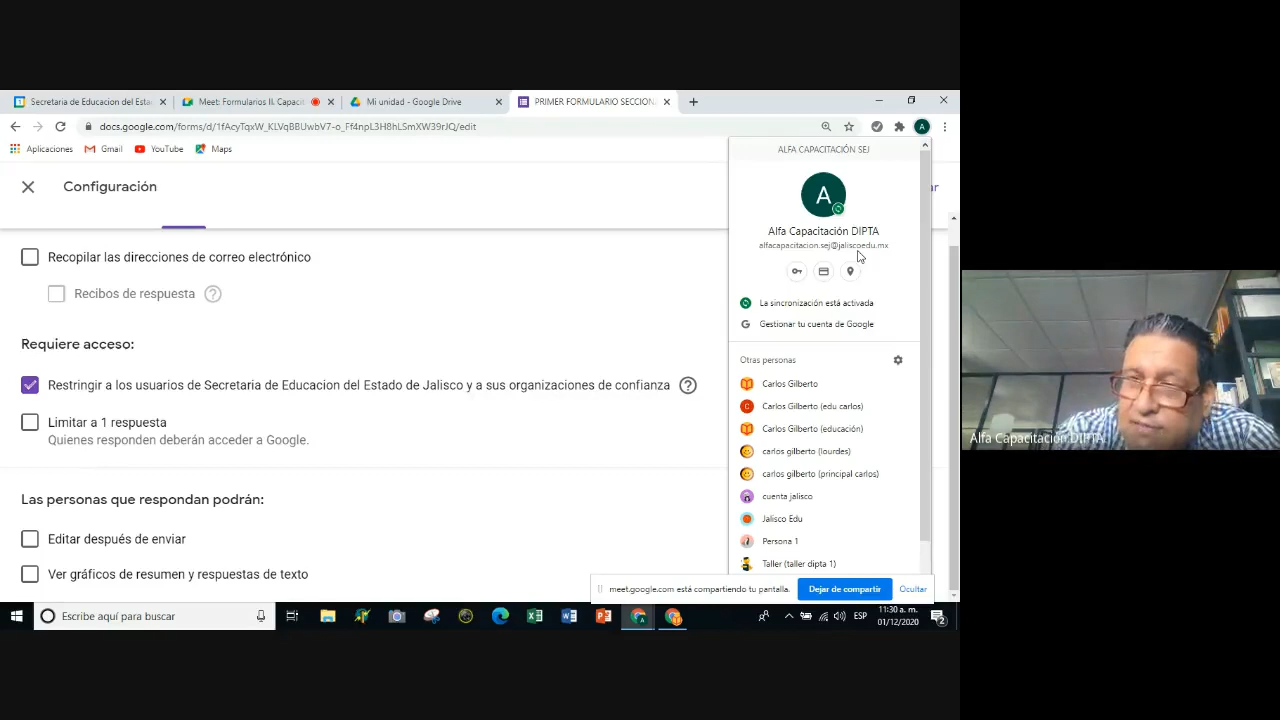 Secretaria de Educacion del Esta
Meet: Formularios II. Capaci
Mi unidad - Google Drive
PRIMER FORMULARIO SECCION
docs.google.com/forms/d/1fAcyTqxW_KLVqBBUwbV7-o_Ff4npL3H8hLSmXW39rJQ/edit
A
Aplicaciones
Gmail
YouTube
Maps
Configuración
ar
Recopilar las direcciones de correo electrónico
Recibos de respuesta
Requiere acceso:
Restringir a los usuarios de Secretaria de Educacion del Estado de Jalisco y a sus organizaciones de confianza
Limitar a 1 respuesta
Quienes responden deberán acceder a Google.
Las personas que respondan podrán:
Editar después de enviar
Ver gráficos de resumen y respuestas de texto
ALFA CAPACITACIÓN SEJ
A
Alfa Capacitación DIPTA
alfacapacitacion.sej@jaliscoedu.mx
La sincronización está activada
Gestionar tu cuenta de Google
Otras personas
Carlos Gilberto
Carlos Gilberto (edu carlos)
Carlos Gilberto (educación)
carlos gilberto (lourdes)
carlos gilberto (principal carlos)
cuenta jalisco
Jalisco Edu
Persona 1
Taller (taller dipta 1)
meet.google.com está compartiendo tu pantalla.
Dejar de compartir
Ocultar
Escribe aquí para buscar
ESP
11:30 a. m.
01/12/2020
2
Alfa Capacitación DIPTA